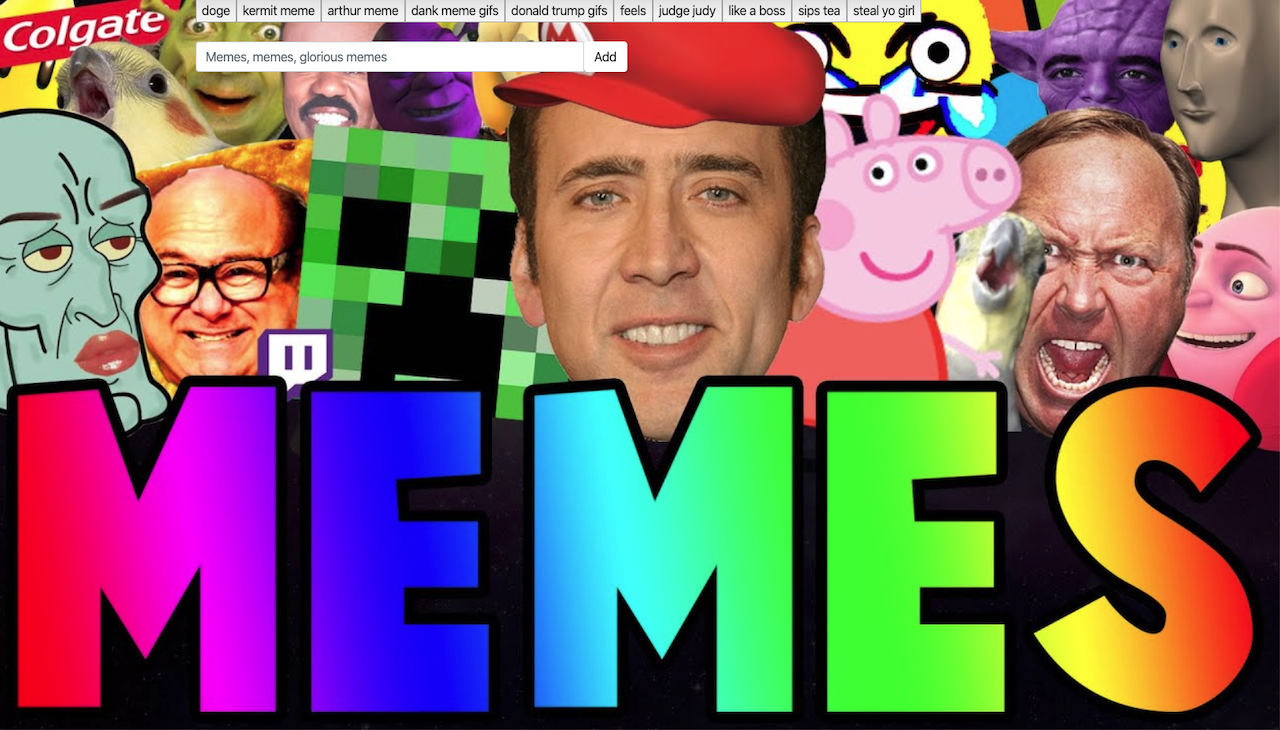 doge kermit meme arthur meme dank meme gifs donald trump gifs feels judge judy like a boss sips tea steal yo girl
Colgate
M
Memes, memes, glorious memes Add
MEMES